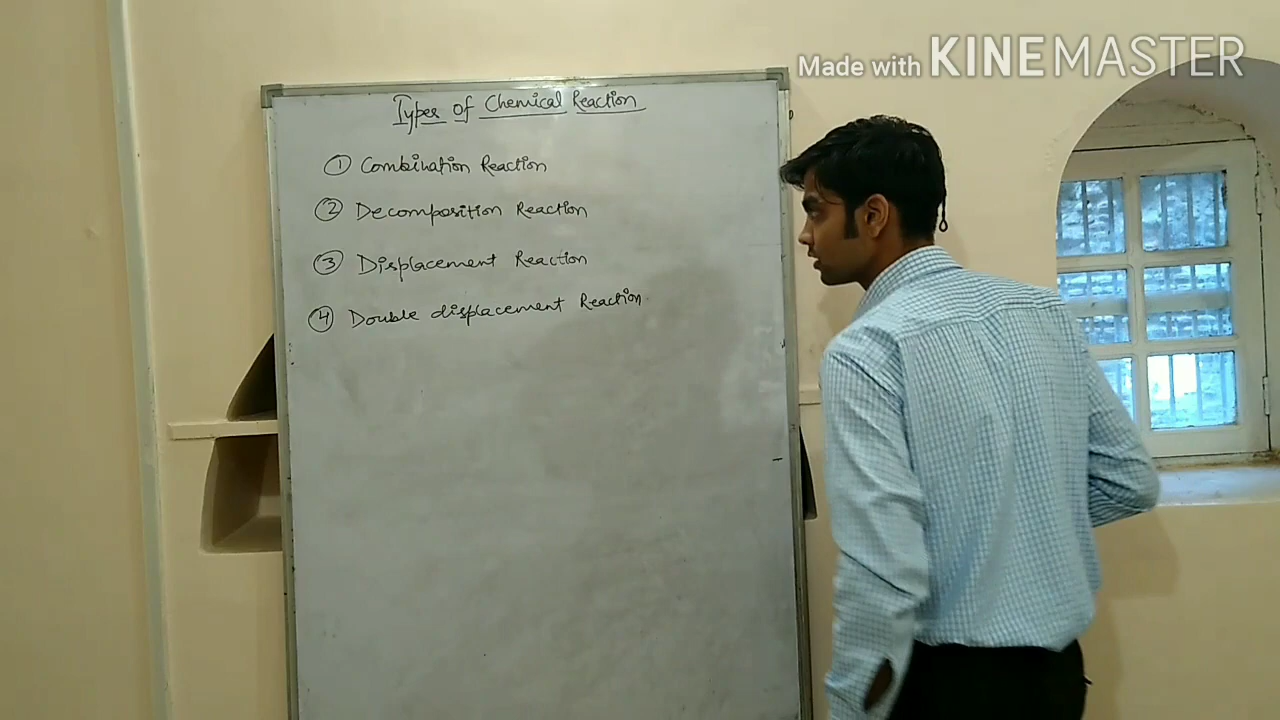 Made with KINEMASTER
Types of Chemical Reaction
① Combination Reaction
② Decomposition Reaction
③ Displacement Reaction
④ Double displacement Reaction